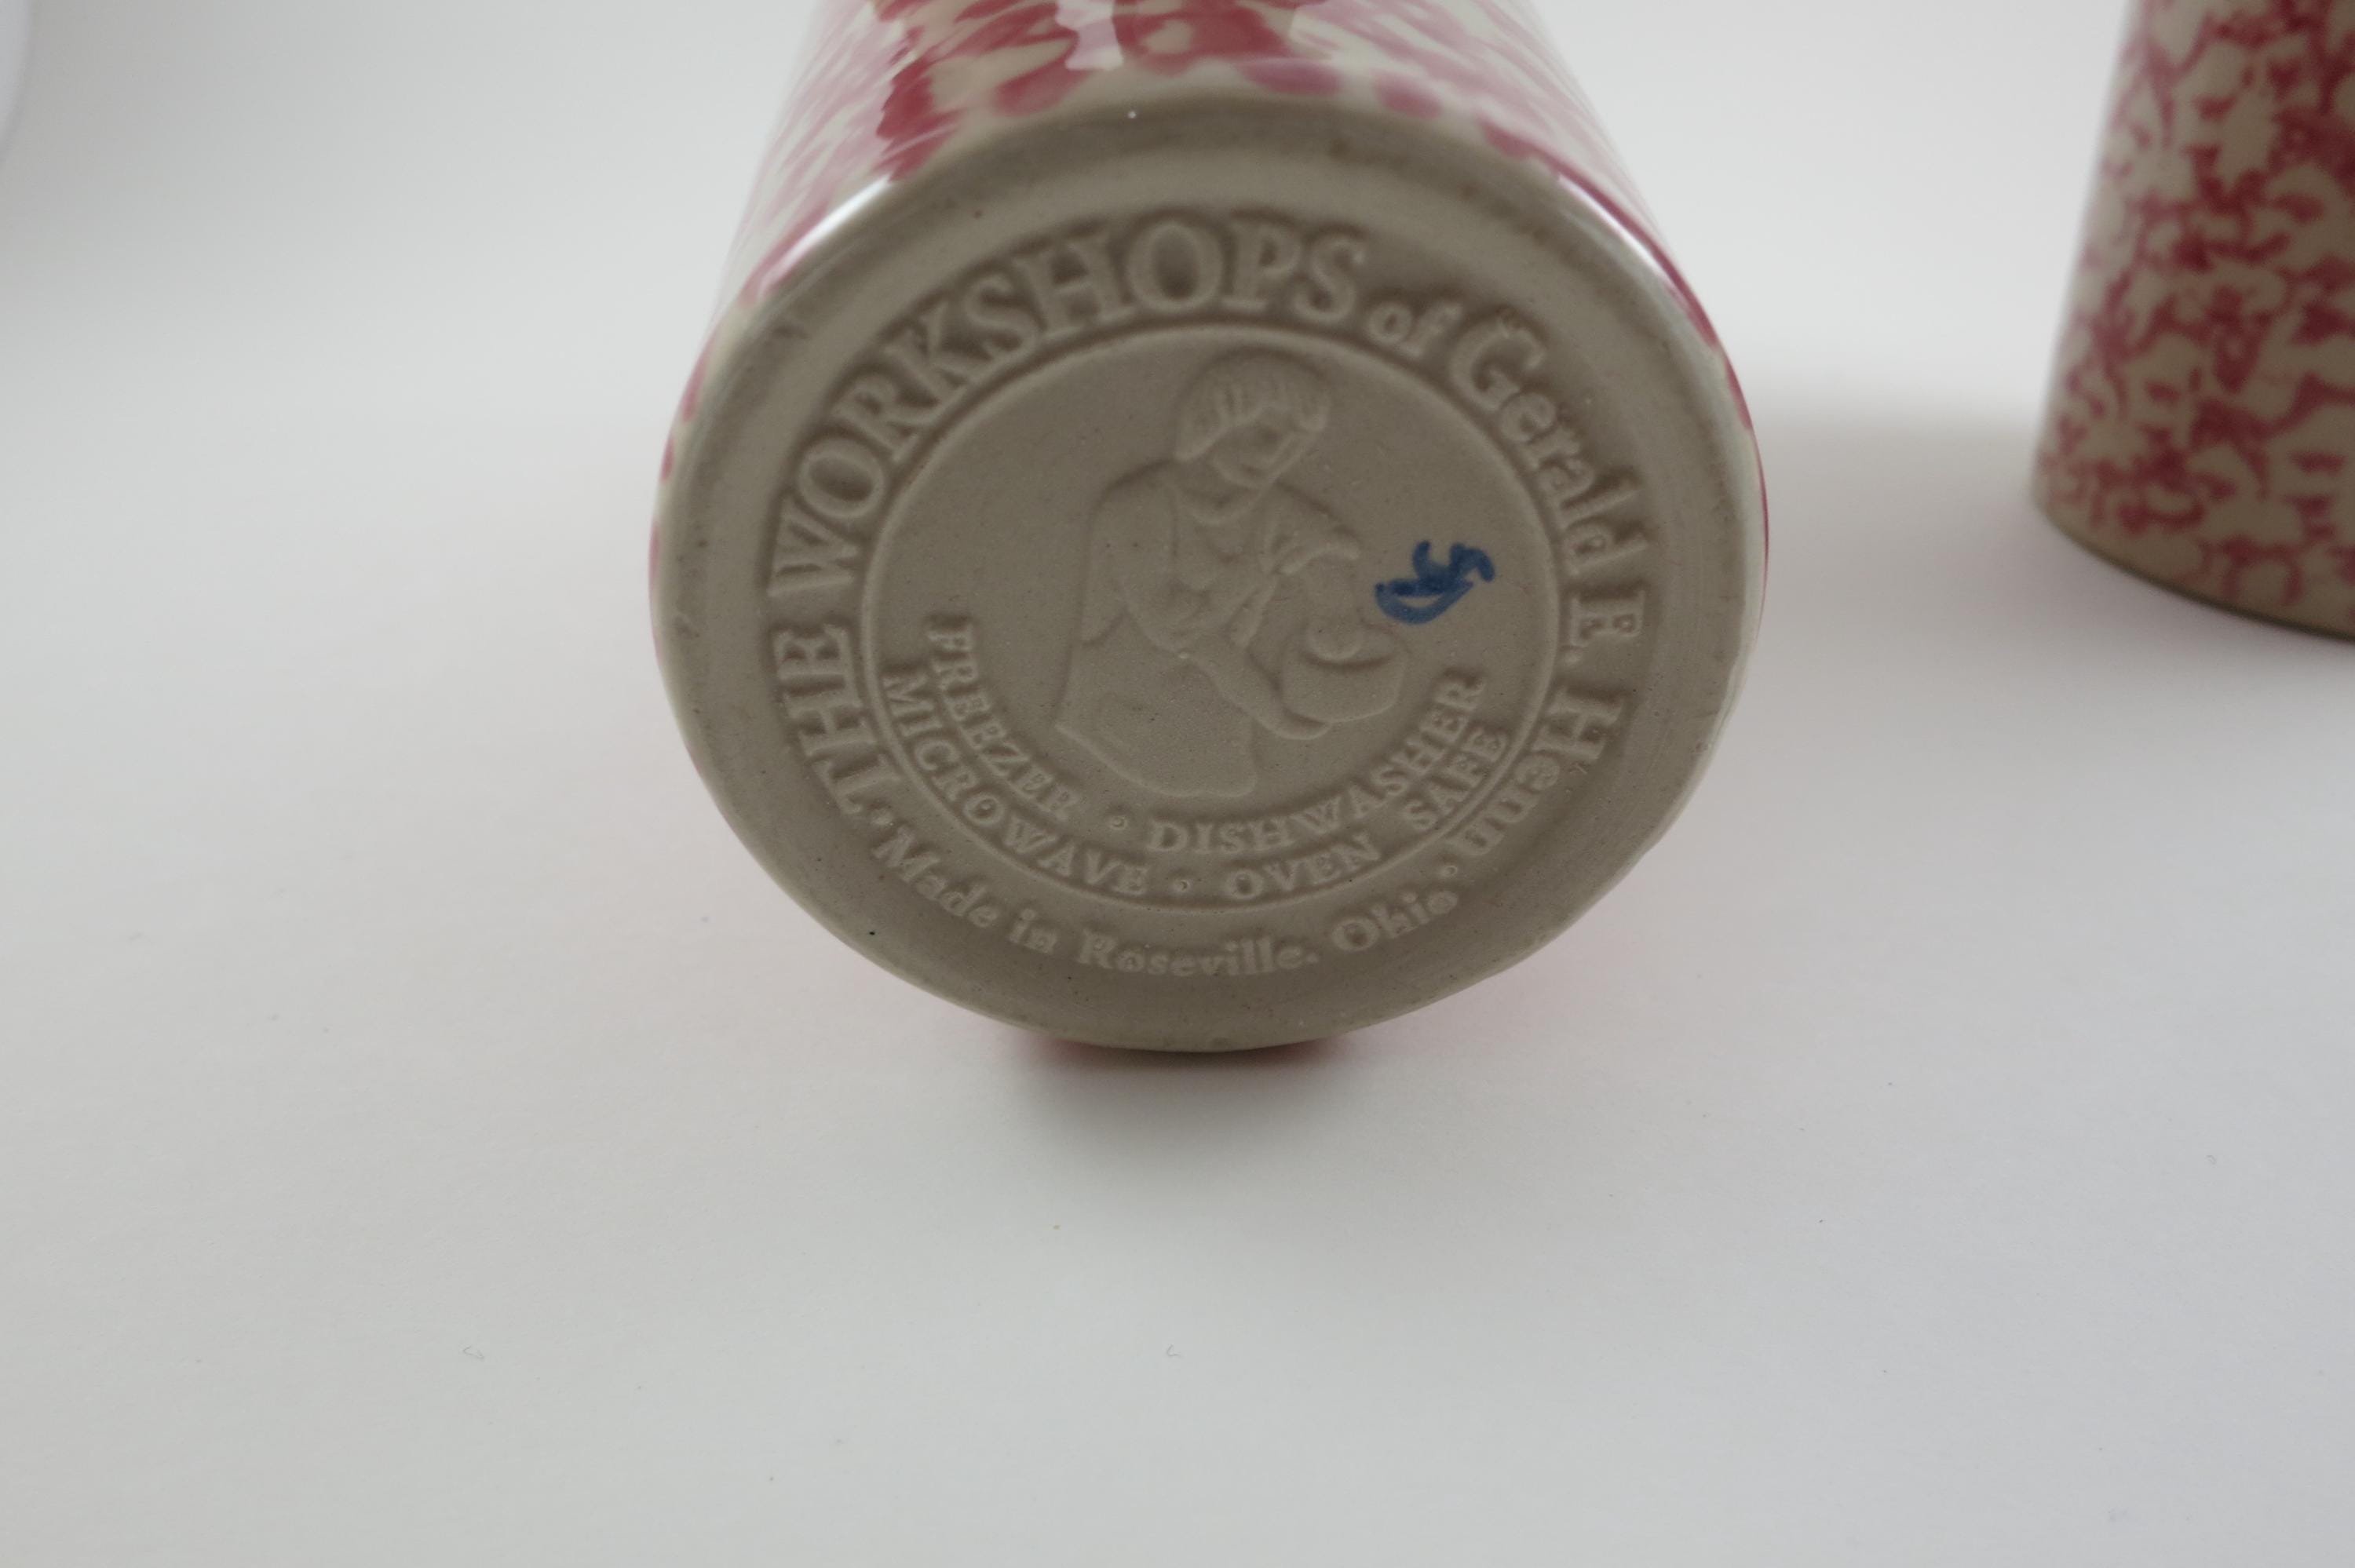 THE WORKSHOPS of Gerald E. Henn
• Made in Roseville, Ohio •
FREEZER • DISHWASHER
MICROWAVE • OVEN SAFE